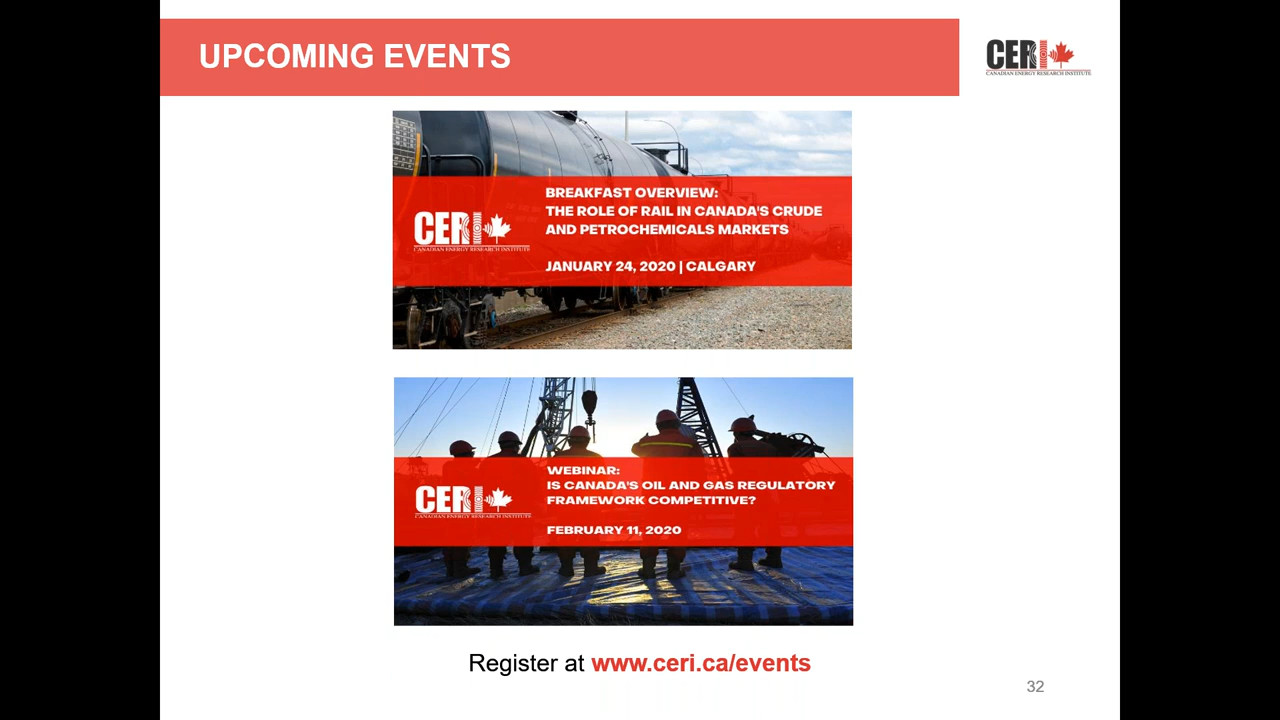 UPCOMING EVENTS
CERI
CANADIAN ENERGY RESEARCH INSTITUTE
BREAKFAST OVERVIEW:
THE ROLE OF RAIL IN CANADA'S CRUDE
AND PETROCHEMICALS MARKETS
CERI
CANADIAN ENERGY RESEARCH INSTITUTE
JANUARY 24, 2020 | CALGARY
WEBINAR:
IS CANADA'S OIL AND GAS REGULATORY
FRAMEWORK COMPETITIVE?
CERI
CANADIAN ENERGY RESEARCH INSTITUTE
FEBRUARY 11, 2020
Register at www.ceri.ca/events
32